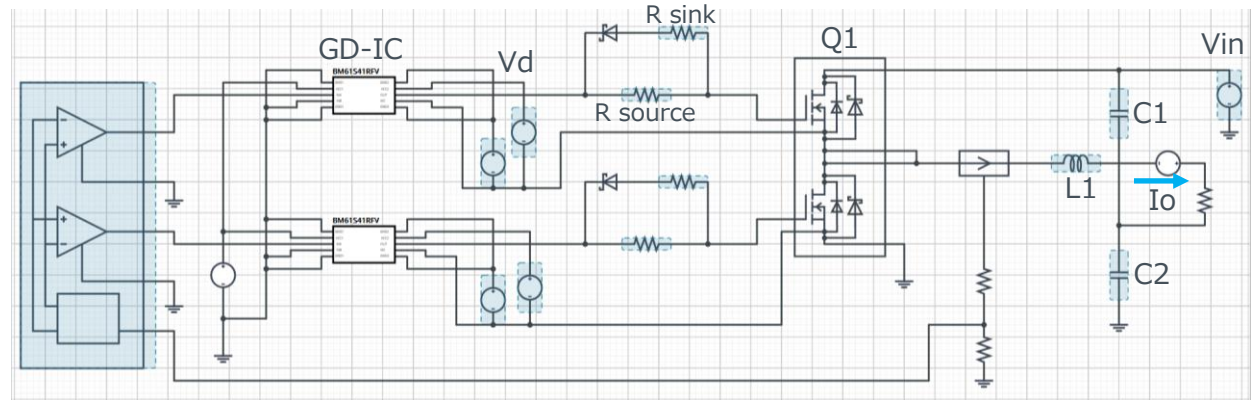 R sink
GD-IC
Vd
Q1
Vin
BM61S41RFV
R source
C1
L1
Io
BM61S41RFV
C2